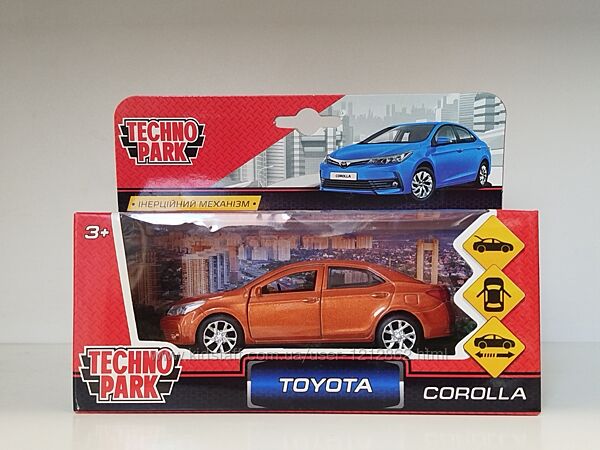 TECHNO
PARK
COROLLA
• ІНЕРЦІЙНИЙ МЕХАНІЗМ •
3+
TECHNO
PARK
TOYOTA
COROLLA